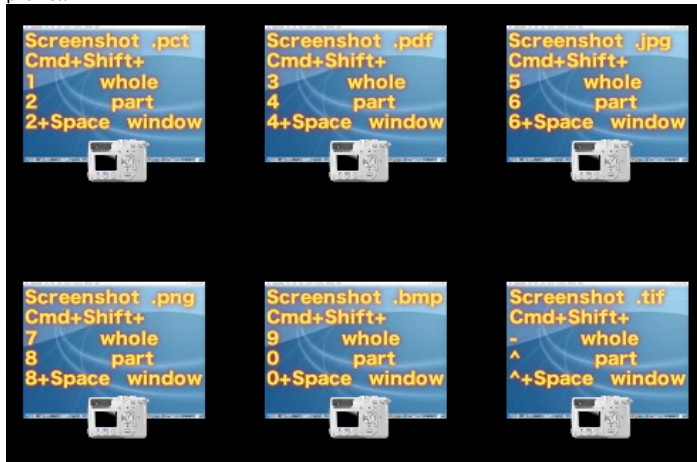 Screenshot .pct
Cmd+Shift+
1 whole
2 part
2+Space window
Screenshot .pdf
Cmd+Shift+
3 whole
4 part
4+Space window
Screenshot .jpg
Cmd+Shift+
5 whole
6 part
6+Space window
Screenshot .png
Cmd+Shift+
7 whole
8 part
8+Space window
Screenshot .bmp
Cmd+Shift+
9 whole
0 part
0+Space window
Screenshot .tif
Cmd+Shift+
- whole
^ part
^+Space window